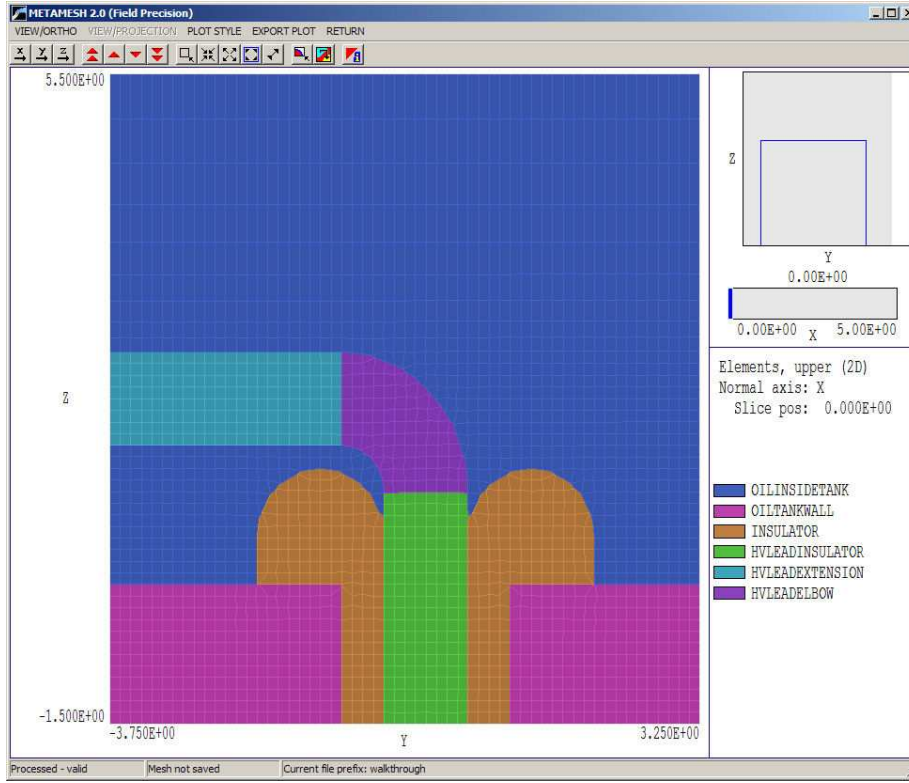 METAMESH 2.0 (Field Precision)
VIEW/ORTHO VIEW/PROJECTION PLOT STYLE EXPORT PLOT RETURN
X Y Z
5.500E+00
Z
-1.500E+00
-3.750E+00
Y
3.250E+00
Z
Y
0.00E+00
0.00E+00 X 5.00E+00
Elements, upper (2D)
Normal axis: X
Slice pos: 0.000E+00
OILINSIDETANK
OILTANKWALL
INSULATOR
HVLEADINSULATOR
HVLEADEXTENSION
HVLEADELBOW
Processed - valid Mesh not saved Current file prefix: walkthrough